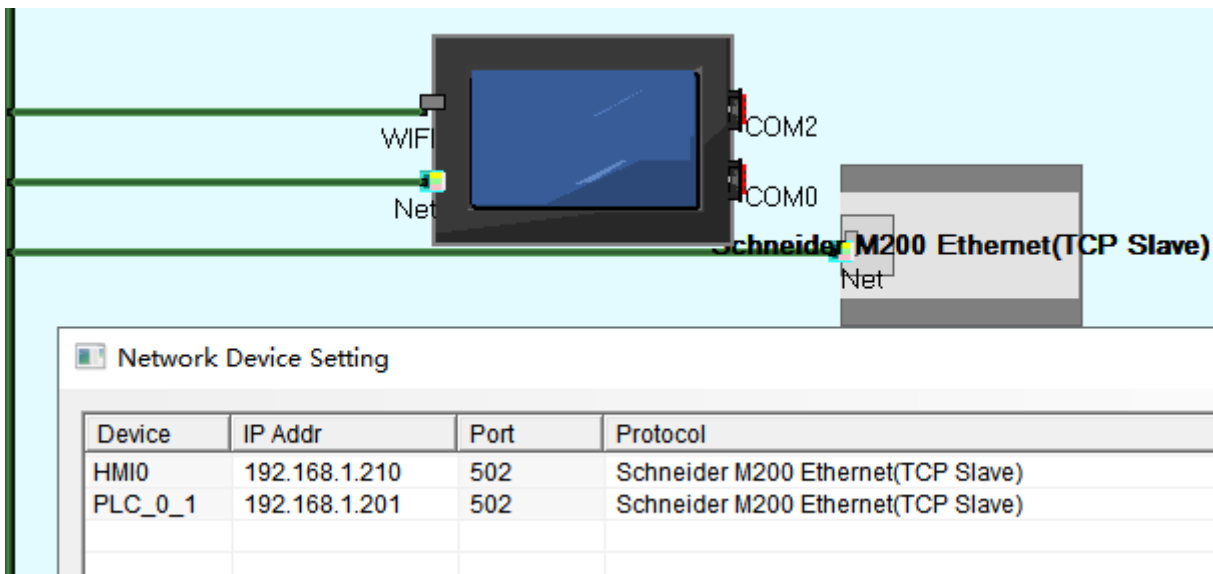 WIFI
COM2
Net
COM0
Schneider M200 Ethernet(TCP Slave)
Net
Network Device Setting
Device IP Addr Port Protocol
HMI0 192.168.1.210 502 Schneider M200 Ethernet(TCP Slave)
PLC_0_1 192.168.1.201 502 Schneider M200 Ethernet(TCP Slave)